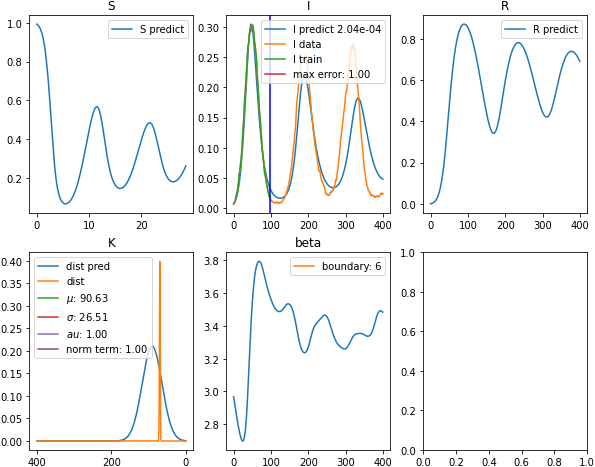 S
1.0
0.8
0.6
0.4
0.2
0 10 20
S predict
I
0.30
0.25
0.20
0.15
0.10
0.05
0.00
0 100 200 300 400
I predict 2.04e-04
I data
I train
max error: 1.00
R
0.8
0.6
0.4
0.2
0.0
0 200 400
R predict
K
0.40
0.35
0.30
0.25
0.20
0.15
0.10
0.05
0.00
400 200 0
dist pred
dist
μ: 90.63
σ: 26.51
au: 1.00
norm term: 1.00
beta
3.8
3.6
3.4
3.2
3.0
2.8
0 100 200 300 400
boundary: 6
1.0
0.8
0.6
0.4
0.2
0.0
0.0 0.2 0.4 0.6 0.8 1.0